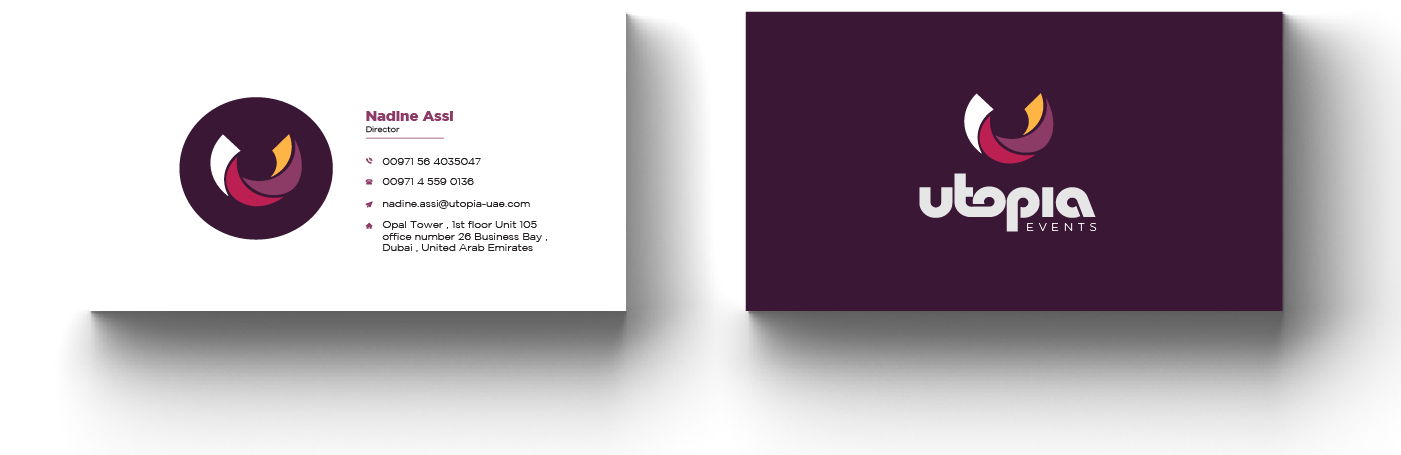 Nadine Assi
Director
00971 56 4035047
00971 4 559 0136
nadine.assi@utopia-uae.com
Opal Tower , 1st floor Unit 105
office number 26 Business Bay ,
Dubai , United Arab Emirates
utopia
EVENTS